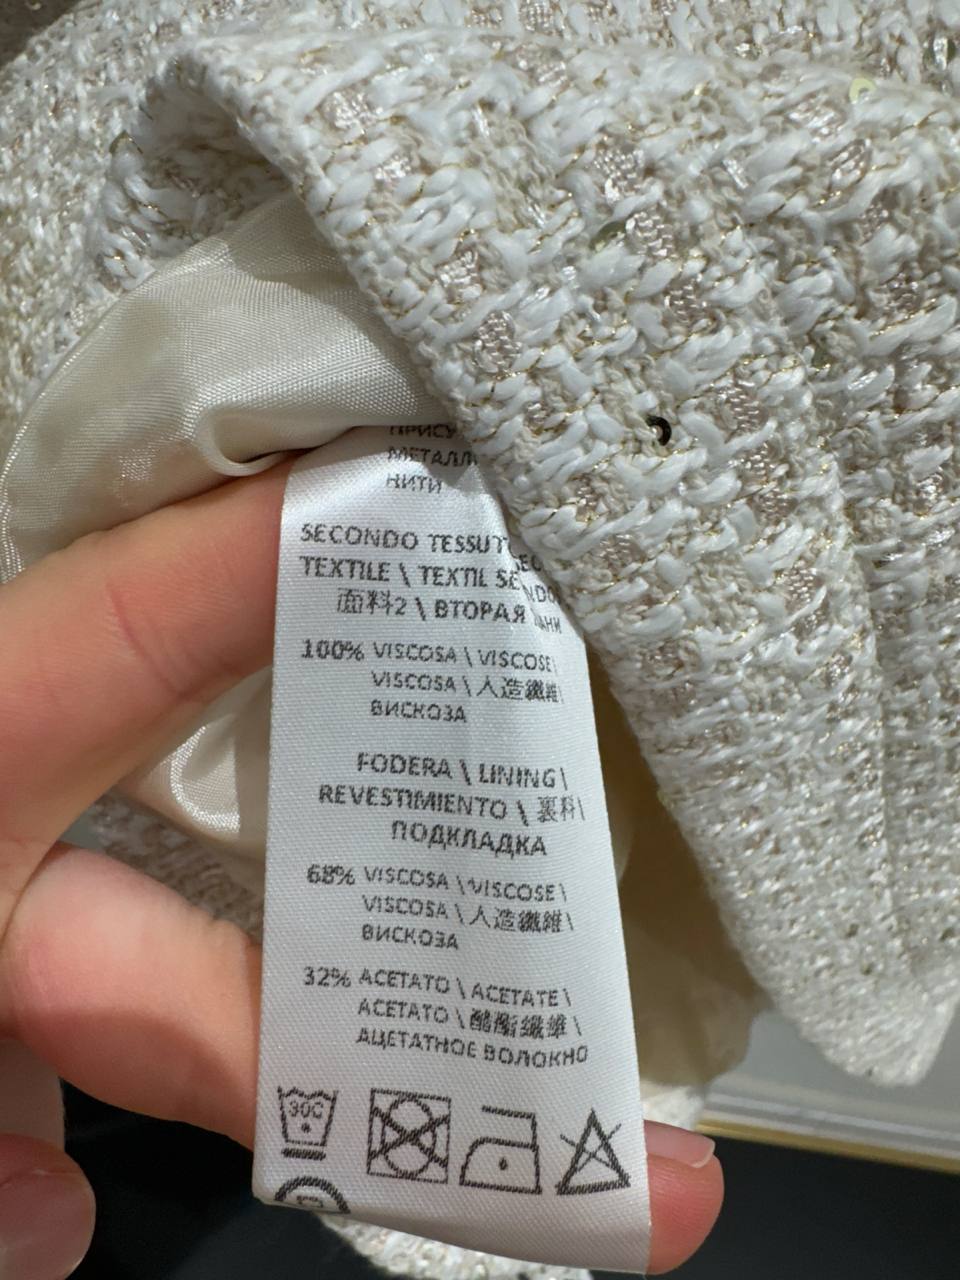 МЕТАЛЛ
НИТИ
SECONDO TESSUT
TEXTILE \ TEXTIL
面料2 \ ВТОРАЯ
100% VISCOSA \ VISCOSE\
VISCOSA \ 人造纖維\
ВИСКОЗА
FODERA \ LINING \
REVESTIMIENTO \ 裏料\
ПОДКЛАДКА
68% VISCOSA \ VISCOSE \
VISCOSA \ 人造纖維\
ВИСКОЗА
32% ACETATO \ ACETATE \
ACETATO \ 醋酯纖維 \
АЦЕТАТНОЕ ВОЛОКНО
30C